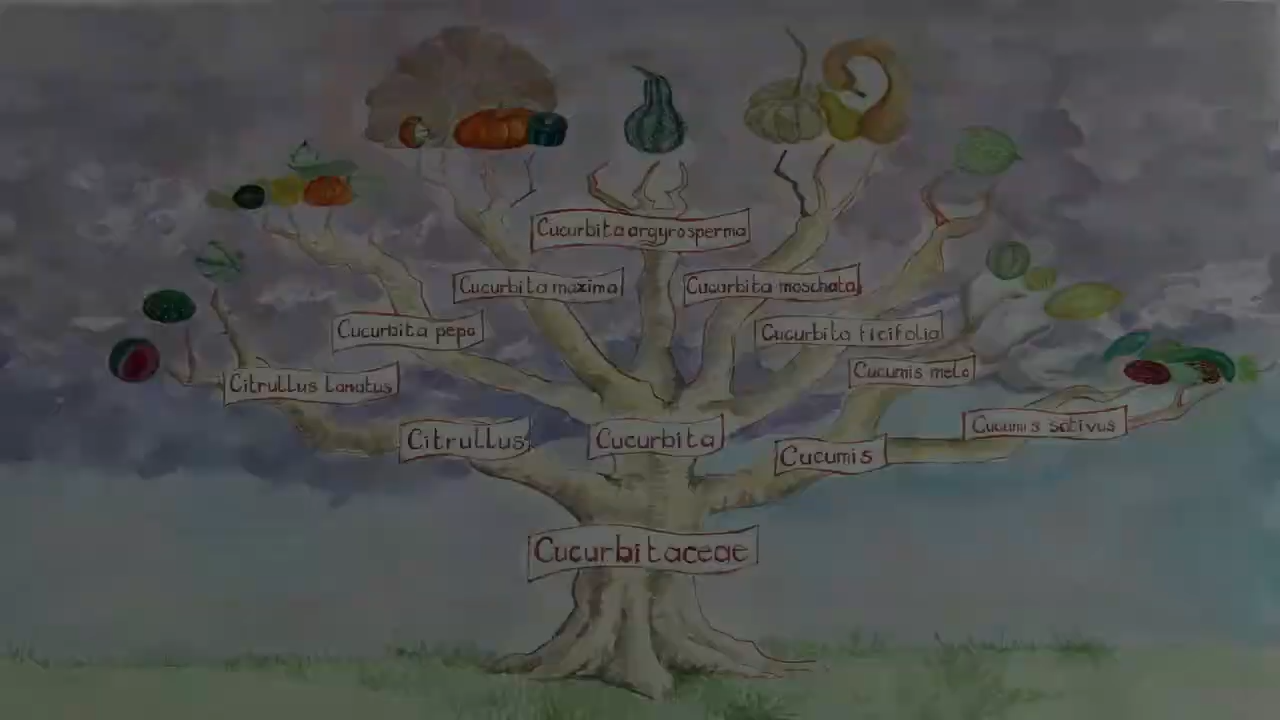 Cucurbita argyrosperma
Cucurbita maxima
Cucurbita moschata
Cucurbita pepo
Cucurbita ficifolia
Citrullus lanatus
Cucumis melo
Cucumis sativus
Citrullus
Cucurbita
Cucumis
Cucurbitaceae